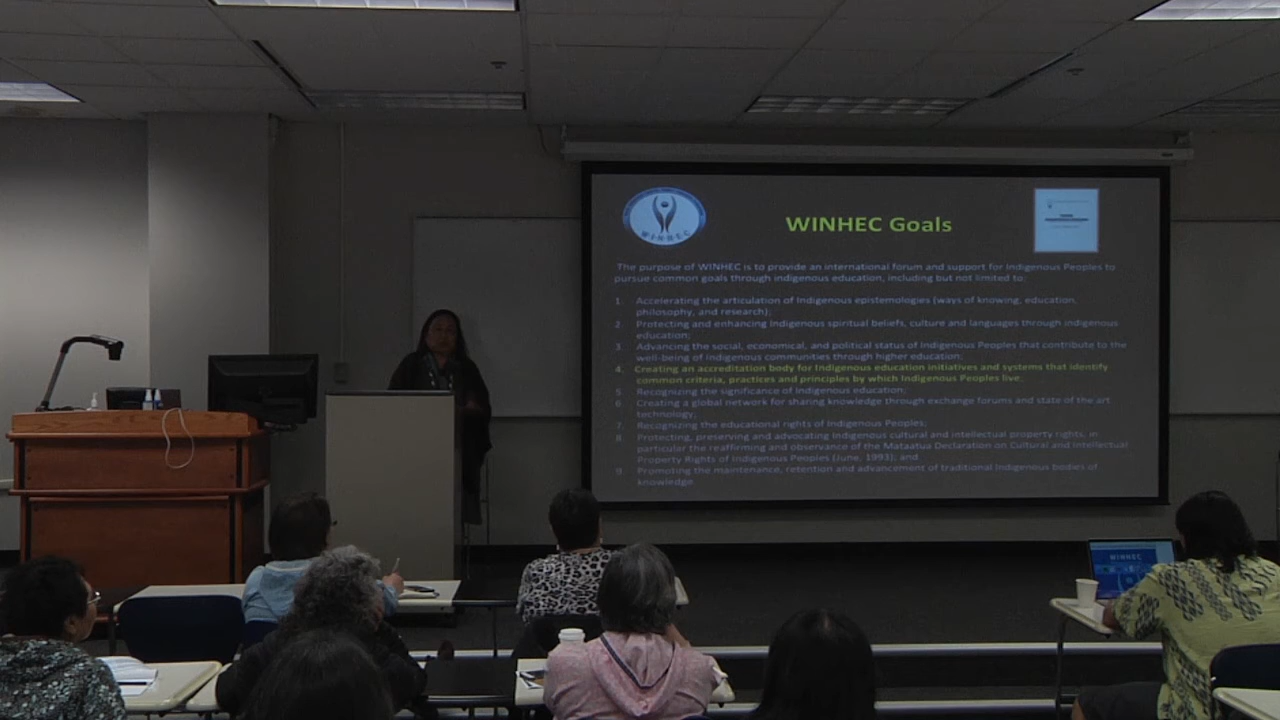 WINHEC
WINHEC Goals
The purpose of WINHEC is to provide an international forum and support for Indigenous Peoples to
pursue common goals through indigenous education, including but not limited to:
1. Accelerating the articulation of Indigenous epistemologies (ways of knowing, education,
philosophy, and research);
2. Protecting and enhancing Indigenous spiritual beliefs, culture and languages through indigenous
education;
3. Advancing the social, economical, and political status of Indigenous Peoples that contribute to the
well-being of Indigenous communities through higher education;
4. Creating an accreditation body for Indigenous education initiatives and systems that identify
common criteria, practices and principles by which Indigenous Peoples live.
5. Recognizing the significance of Indigenous education;
6. Creating a global network for sharing knowledge through exchange forums and state of the art
technology;
7. Recognizing the educational rights of Indigenous Peoples;
8. Protecting, preserving and advocating Indigenous cultural and intellectual property rights, in
particular the reaffirming and observance of the Mataatua Declaration on Cultural and Intellectual
Property Rights of Indigenous Peoples (June, 1993); and
9. Promoting the maintenance, retention and advancement of traditional Indigenous bodies of
knowledge.
WINHEC